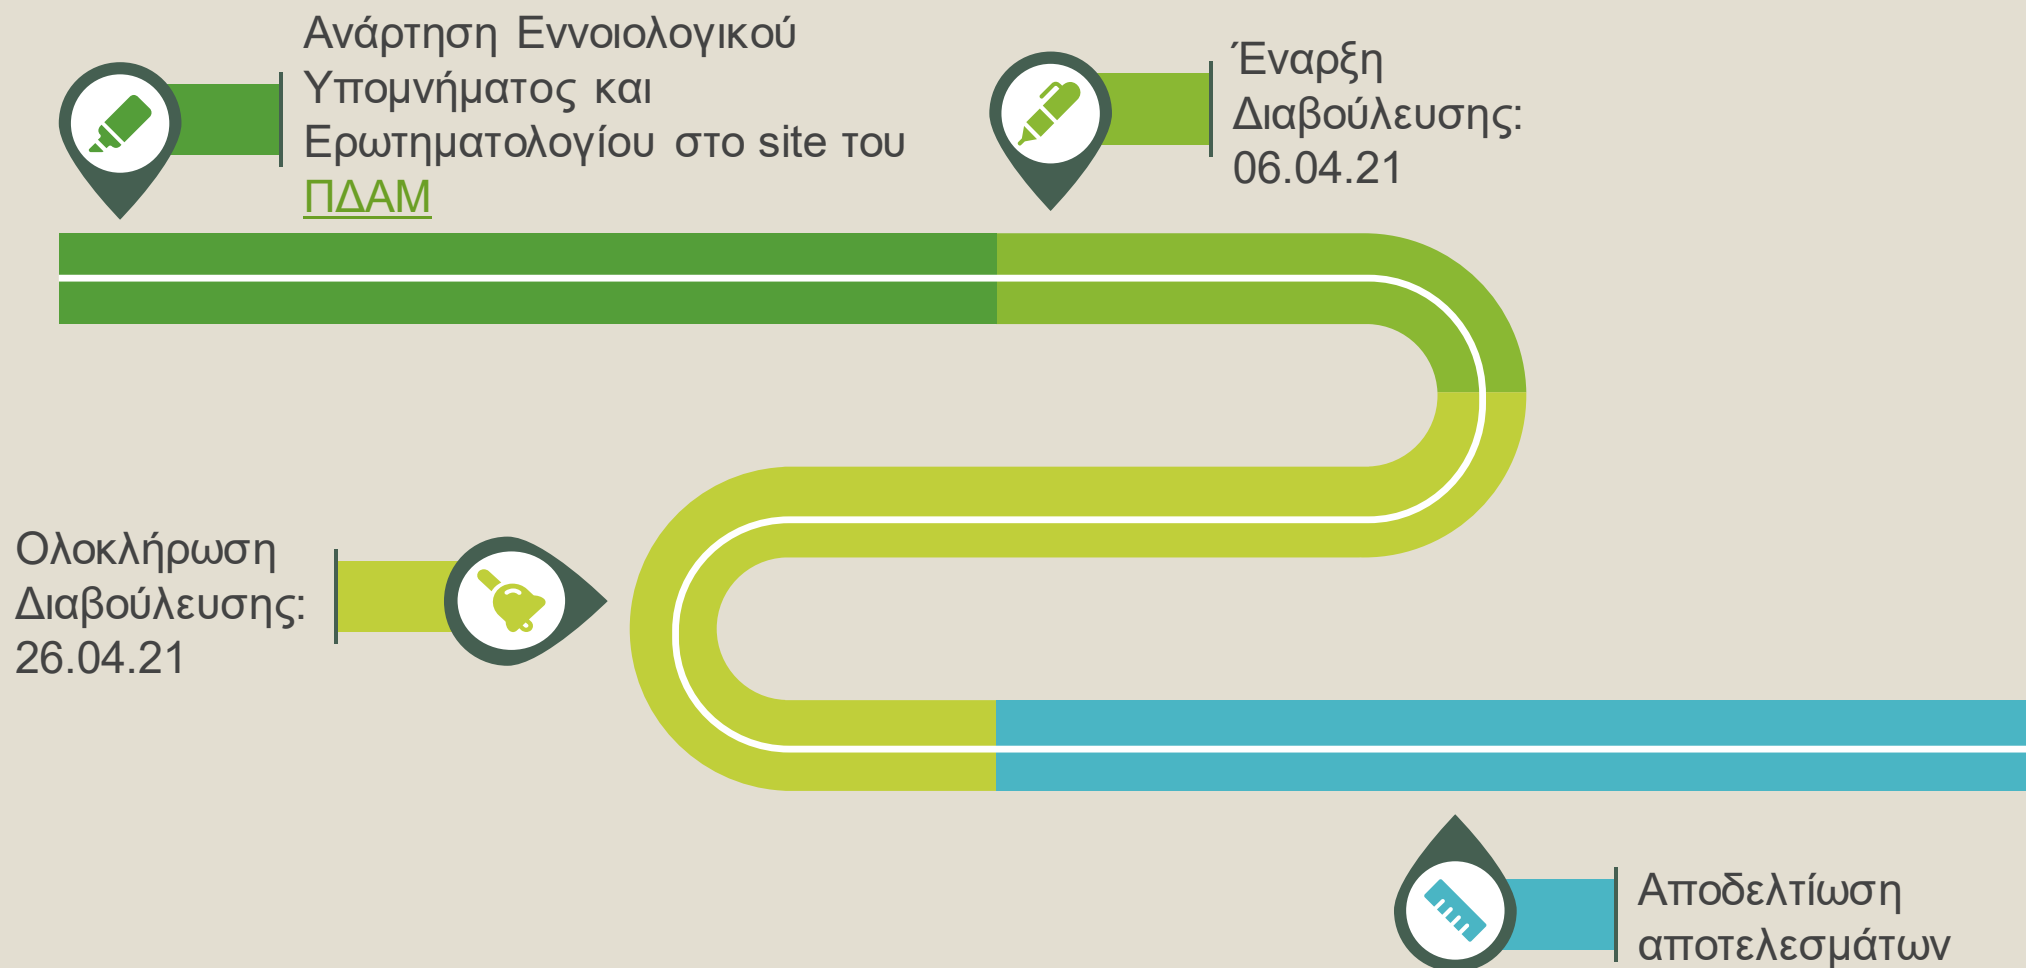 Ανάρτηση Εννοιολογικού
Υπομνήματος και
Ερωτηματολογίου στο site του
ΠΔΑΜ
Έναρξη
Διαβούλευσης:
06.04.21
Ολοκλήρωση
Διαβούλευσης:
26.04.21
Αποδελτίωση
αποτελεσμάτων